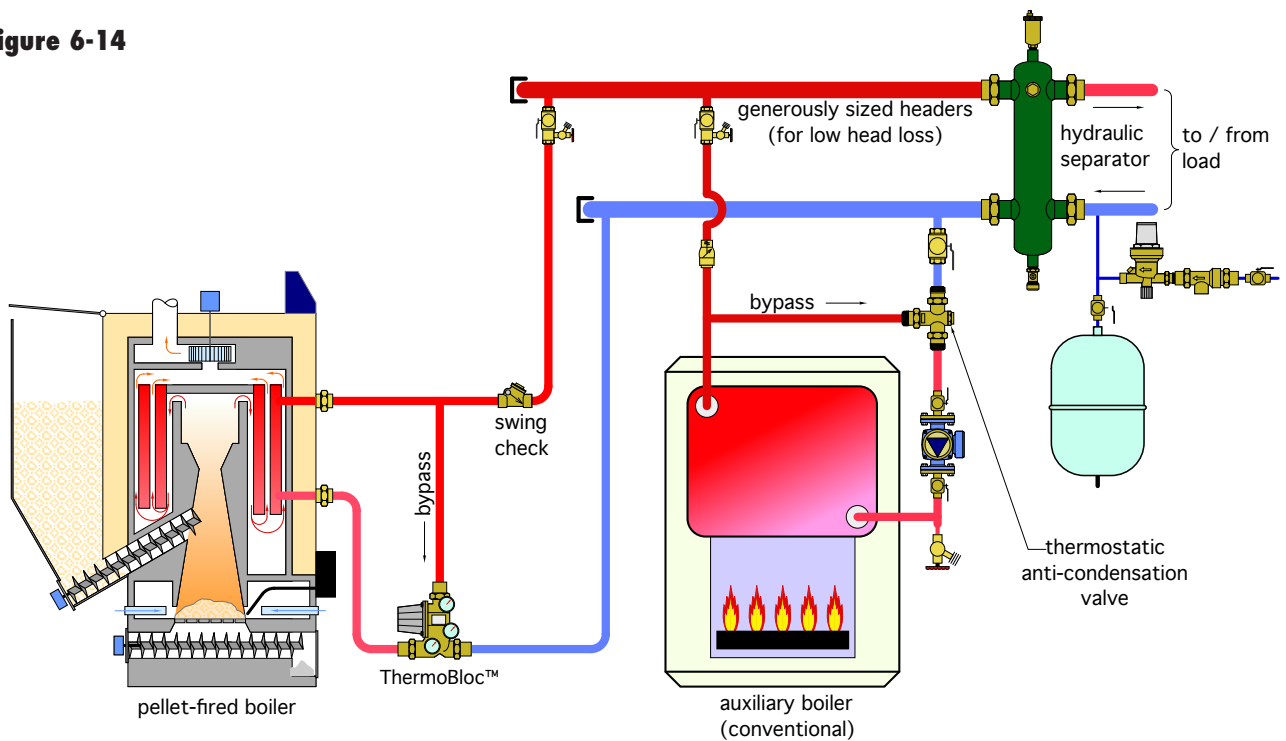 igure 6-14
generously sized headers
(for low head loss)
hydraulic
separator
to / from
load
bypass
swing
check
bypass
thermostatic
anti-condensation
valve
ThermoBloc™
pellet-fired boiler
auxiliary boiler
(conventional)